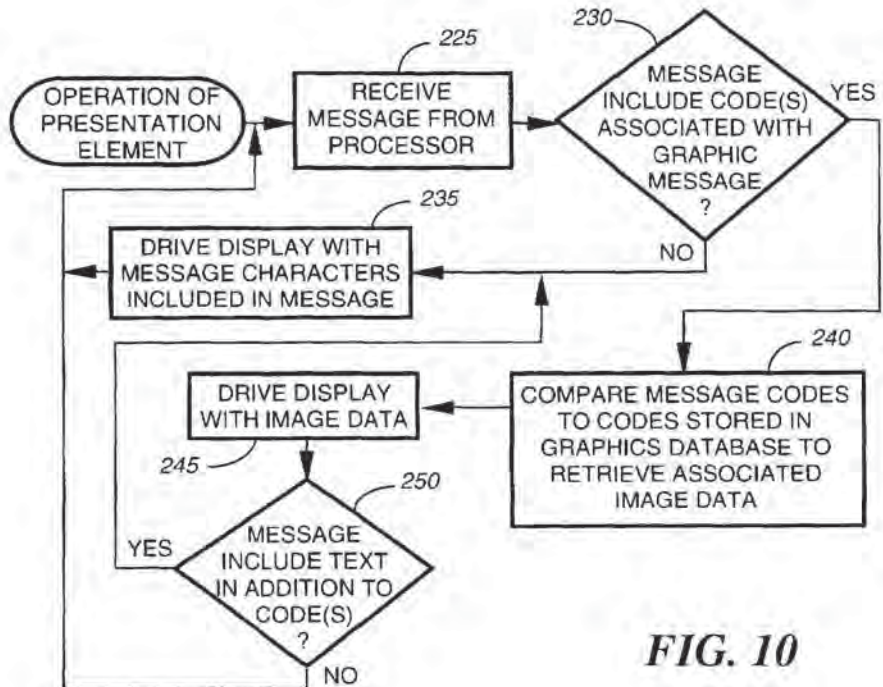 OPERATION OF
PRESENTATION
ELEMENT
225
RECEIVE
MESSAGE FROM
PROCESSOR
230
MESSAGE
INCLUDE CODE(S)
ASSOCIATED WITH
GRAPHIC
MESSAGE
?
YES
NO
235
DRIVE DISPLAY WITH
MESSAGE CHARACTERS
INCLUDED IN MESSAGE
240
COMPARE MESSAGE CODES
TO CODES STORED IN
GRAPHICS DATABASE TO
RETRIEVE ASSOCIATED
IMAGE DATA
DRIVE DISPLAY
WITH IMAGE DATA
245
250
MESSAGE
INCLUDE TEXT
IN ADDITION TO
CODE(S)
?
YES
NO
FIG. 10